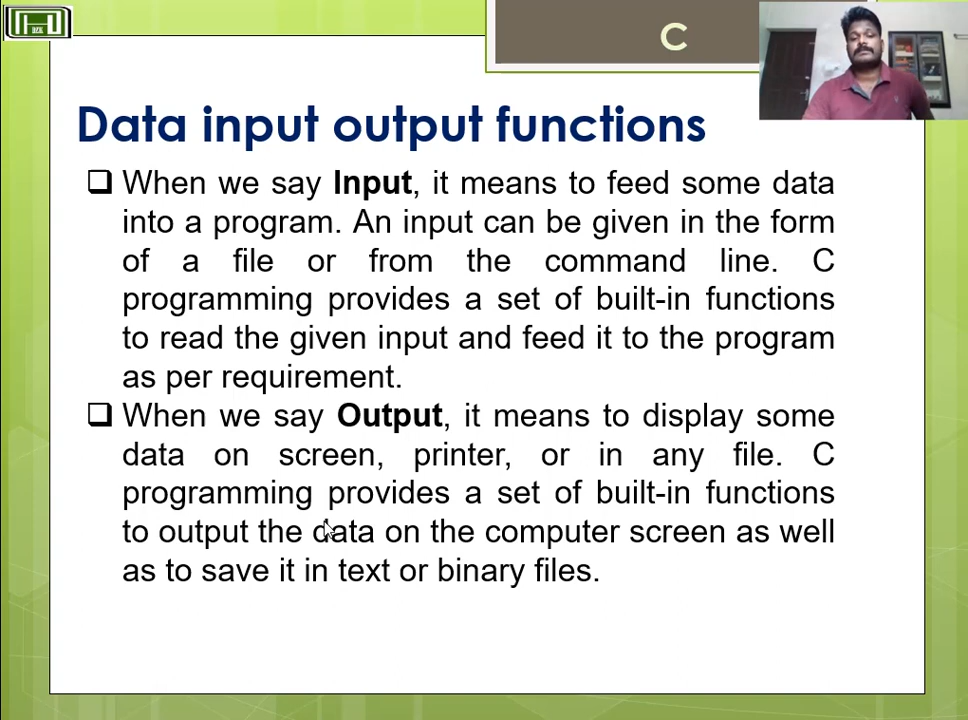 C
Data input output functions
When we say Input, it means to feed some data
into a program. An input can be given in the form
of a file or from the command line. C
programming provides a set of built-in functions
to read the given input and feed it to the program
as per requirement.
When we say Output, it means to display some
data on screen, printer, or in any file. C
programming provides a set of built-in functions
to output the data on the computer screen as well
as to save it in text or binary files.